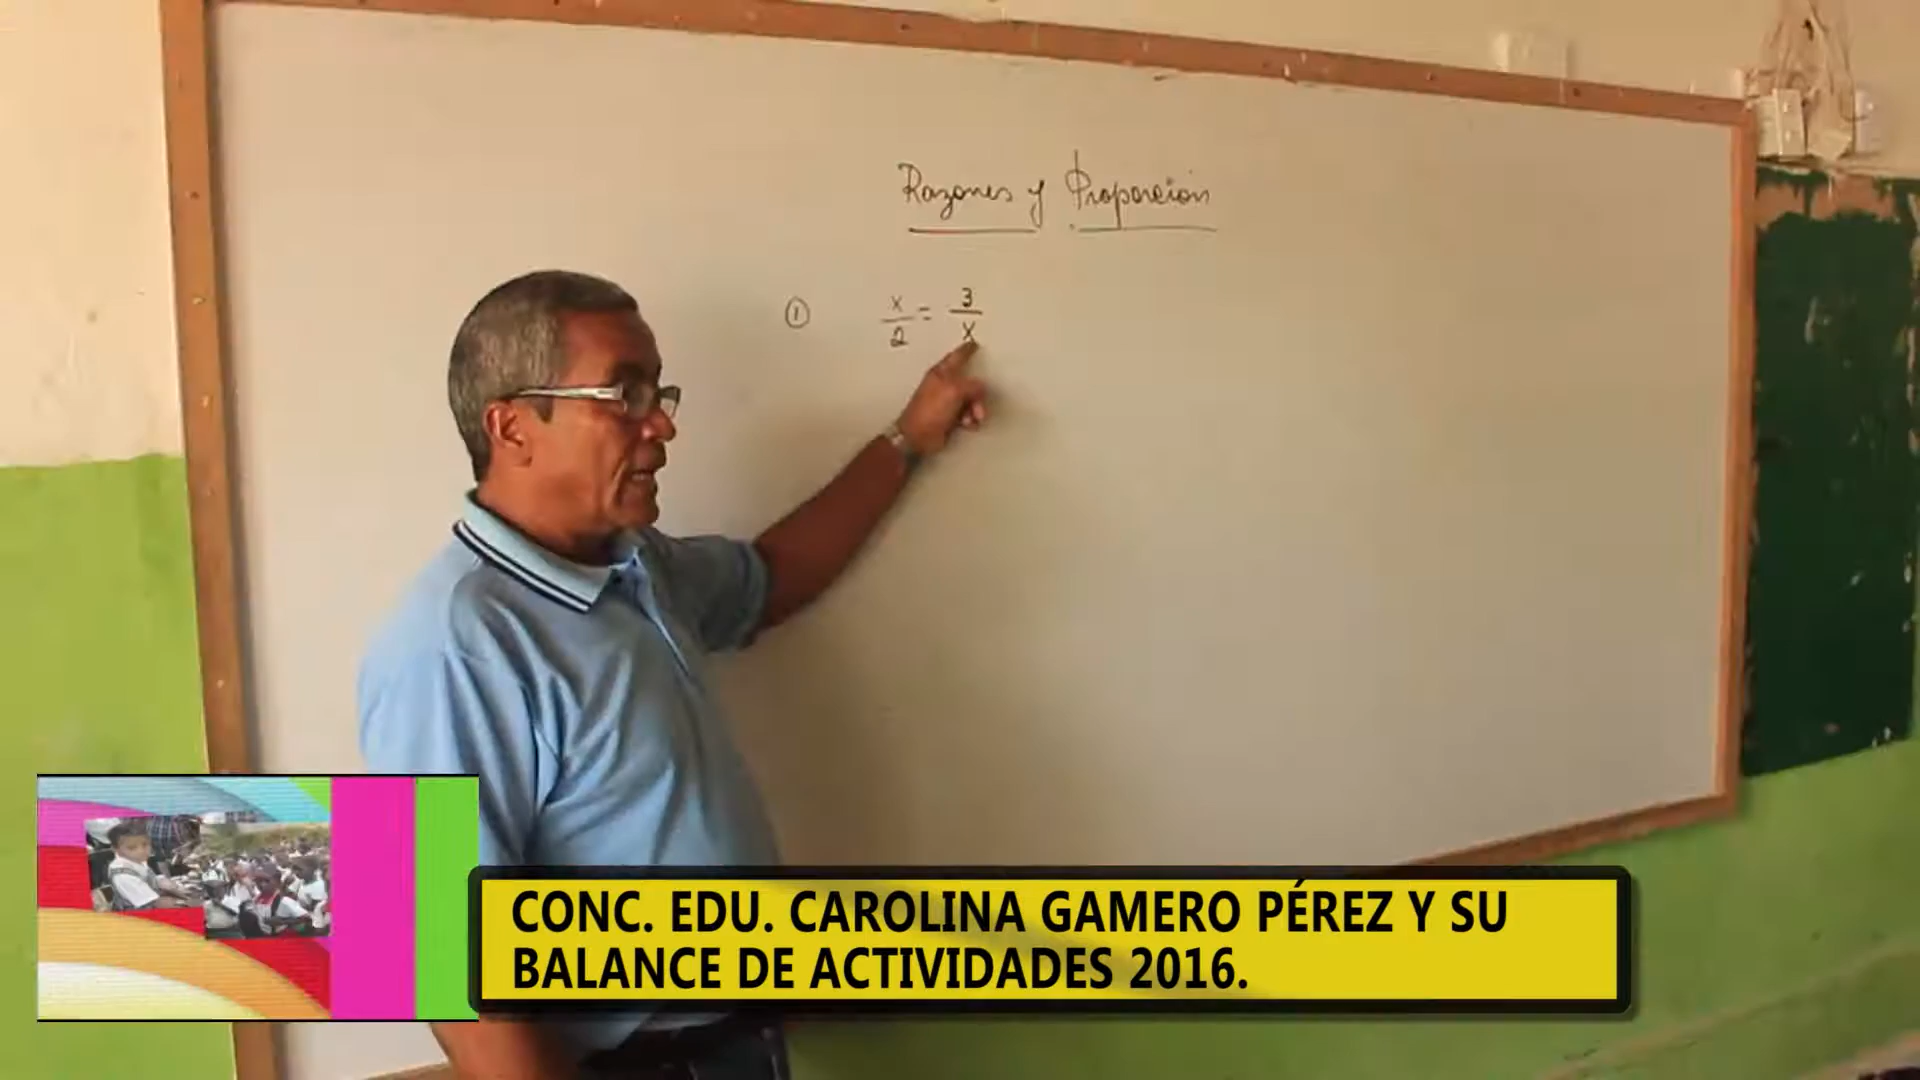 Razones y Proporción
① x/2 = 3/x
CONC. EDU. CAROLINA GAMERO PÉREZ Y SU
BALANCE DE ACTIVIDADES 2016.